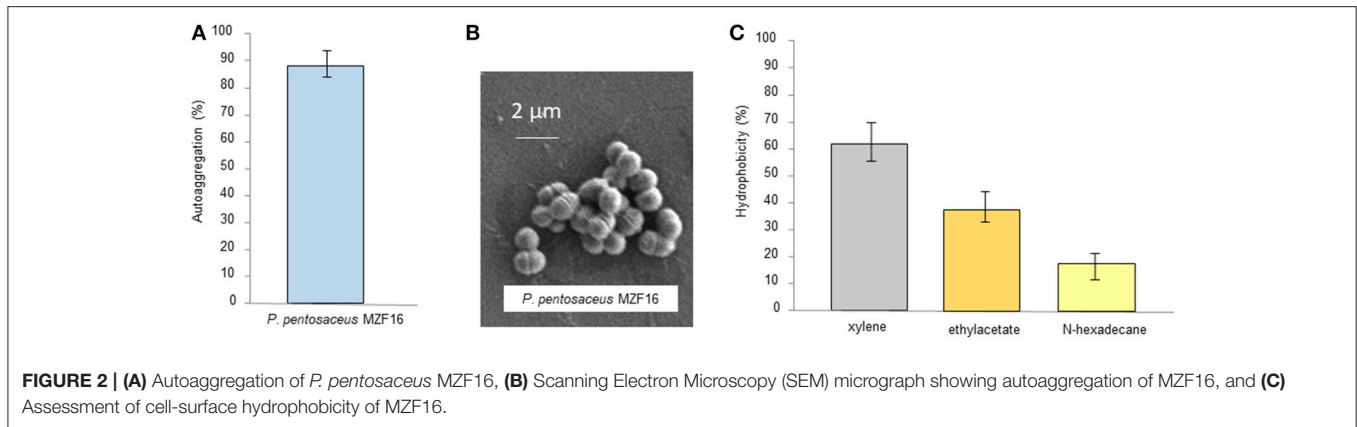 A
100
90
80
70
60
50
40
30
20
10
0
Autoaggregation (%)
P. pentosaceus MZF16
B
2 µm
P. pentosaceus MZF16
C
100
90
80
70
60
50
40
30
20
10
0
Hydrophobicity (%)
xylene
ethylacetate
N-hexadecane
FIGURE 2 | (A) Autoaggregation of P. pentosaceus MZF16, (B) Scanning Electron Microscopy (SEM) micrograph showing autoaggregation of MZF16, and (C)
Assessment of cell-surface hydrophobicity of MZF16.